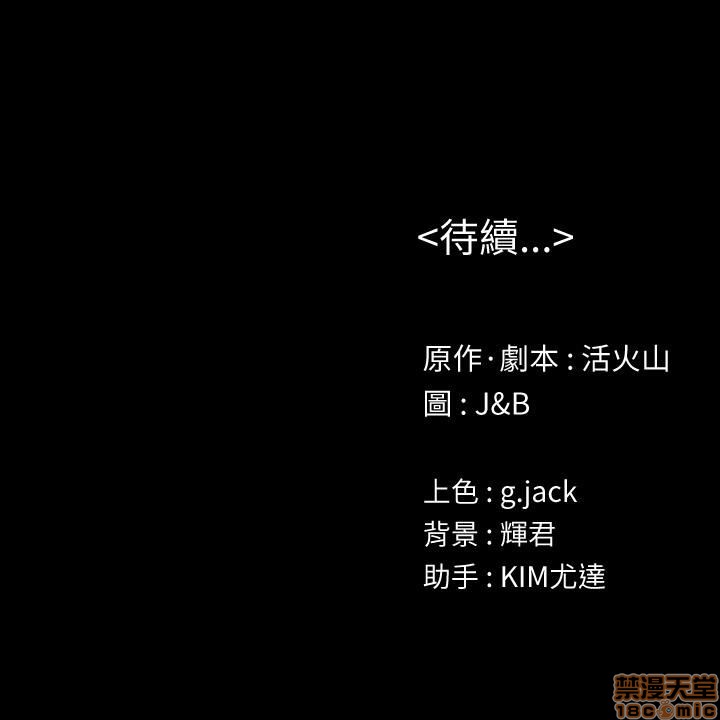 <待續...>
原作·劇本 : 活火山
圖 : J&B
上色 : g.jack
背景 : 輝君
助手 : KIM尤達
禁漫天堂
18COmic